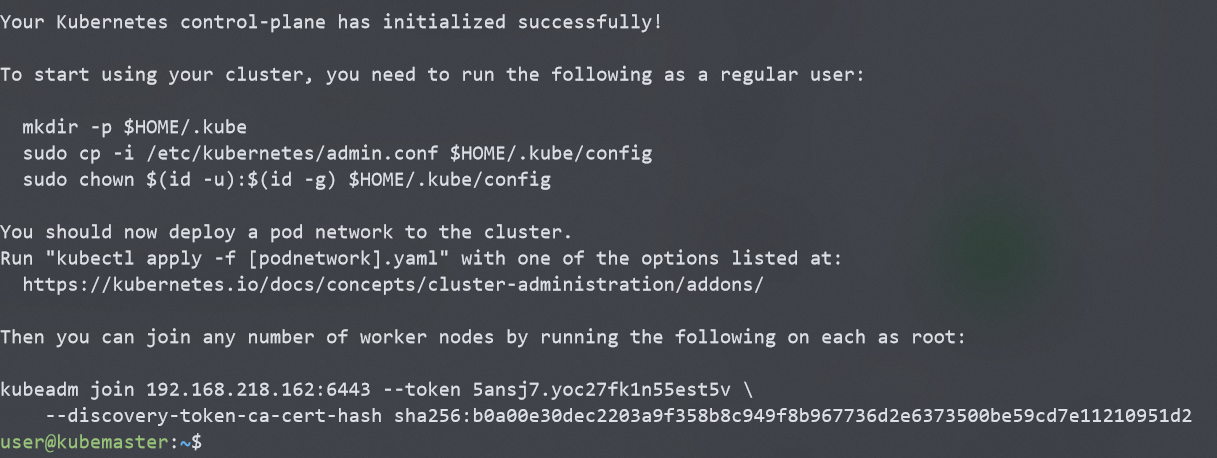 Your Kubernetes control-plane has initialized successfully!
To start using your cluster, you need to run the following as a regular user:
mkdir -p $HOME/.kube
sudo cp -i /etc/kubernetes/admin.conf $HOME/.kube/config
sudo chown $(id -u):$(id -g) $HOME/.kube/config
You should now deploy a pod network to the cluster.
Run "kubectl apply -f [podnetwork].yaml" with one of the options listed at:
https://kubernetes.io/docs/concepts/cluster-administration/addons/
Then you can join any number of worker nodes by running the following on each as root:
kubeadm join 192.168.218.162:6443 --token 5ansj7.yoc27fk1n55est5v \
--discovery-token-ca-cert-hash sha256:b0a00e30dec2203a9f358b8c949f8b967736d2e6373500be59cd7e11210951d2
user@kubemaster:~$